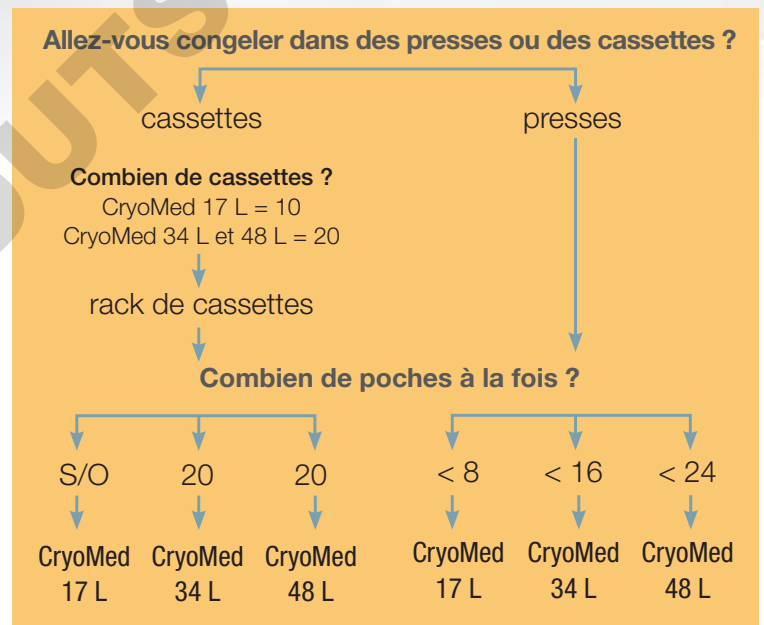 Allez-vous congeler dans des presses ou des cassettes ?
cassettes
presses
Combien de cassettes ?
CryoMed 17 L = 10
CryoMed 34 L et 48 L = 20
rack de cassettes
Combien de poches à la fois ?
S/O 20 20 < 8 < 16 < 24
CryoMed CryoMed CryoMed CryoMed CryoMed CryoMed
17 L 34 L 48 L 17 L 34 L 48 L